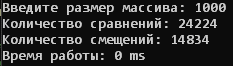 Введите размер массива: 1000
Количество сравнений: 24224
Количество смещений: 14834
Время работы: 0 ms